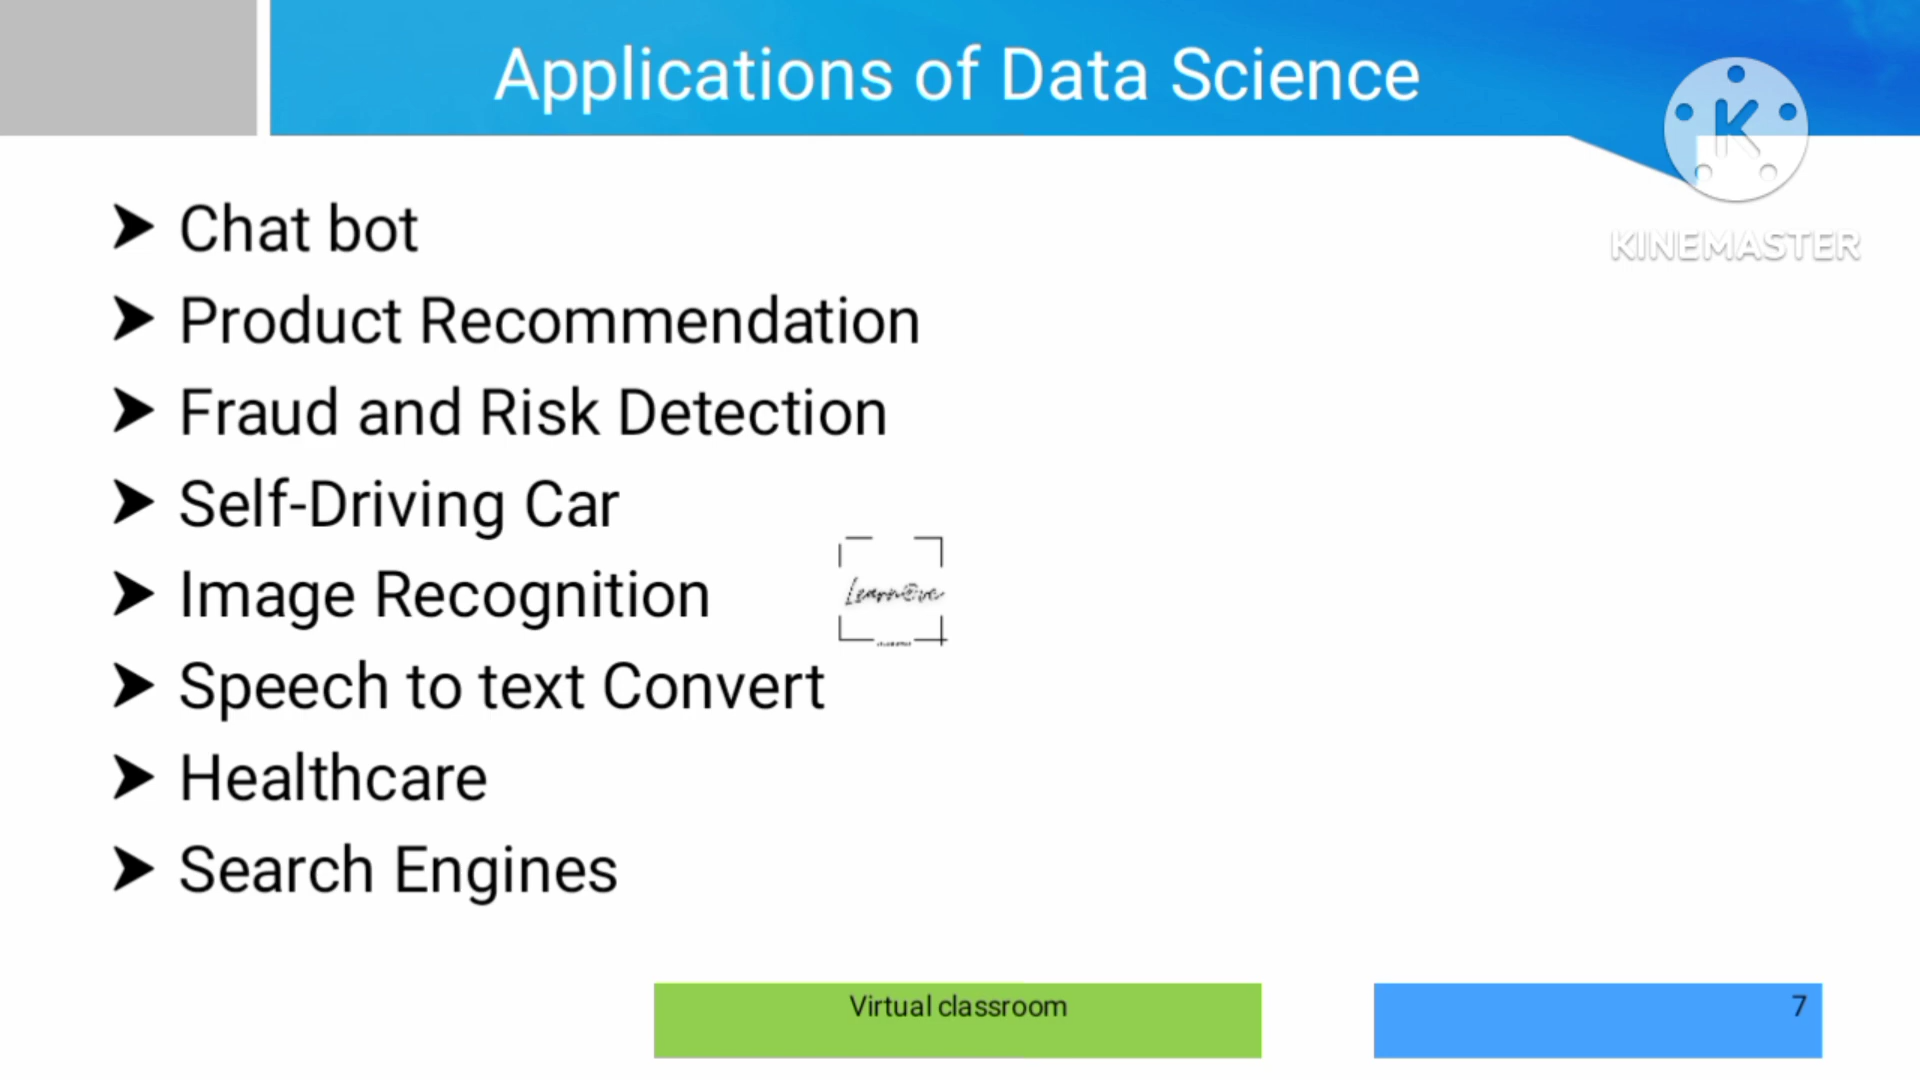 Applications of Data Science
K
KINEMASTER
➤ Chat bot
➤ Product Recommendation
➤ Fraud and Risk Detection
➤ Self-Driving Car
➤ Image Recognition
➤ Speech to text Convert
➤ Healthcare
➤ Search Engines
Virtual classroom
7